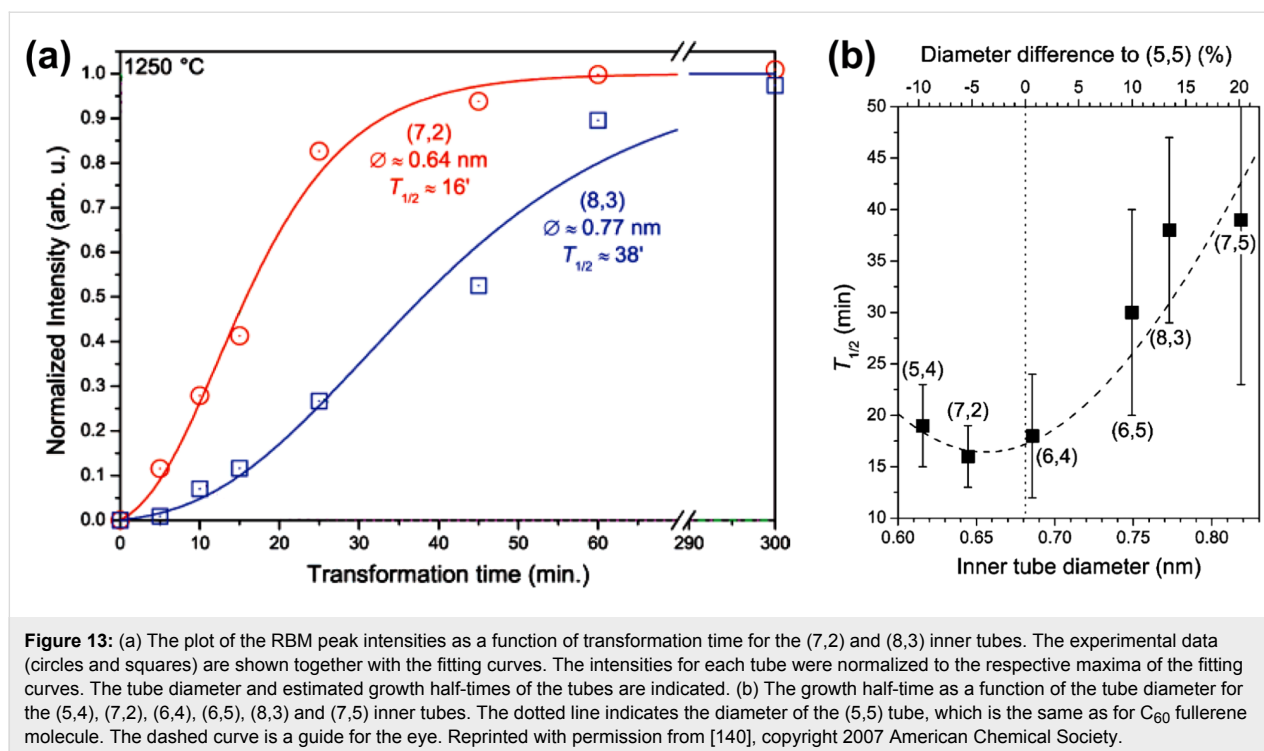 (a)
1250 °C
1.0
0.9
0.8
0.7
0.6
0.5
0.4
0.3
0.2
0.1
0.0
Normalized Intensity (arb. u.)
(7,2)
Ø ≈ 0.64 nm
T1/2 ≈ 16'
(8,3)
Ø ≈ 0.77 nm
T1/2 ≈ 38'
0 10 20 30 40 50 60 290 300
Transformation time (min.)
(b)
Diameter difference to (5,5) (%)
-10 -5 0 5 10 15 20
50
45
40
35
30
25
20
15
10
T1/2 (min)
(5,4)
(7,2)
(6,4)
(6,5)
(8,3)
(7,5)
0.60 0.65 0.70 0.75 0.80
Inner tube diameter (nm)
Figure 13: (a) The plot of the RBM peak intensities as a function of transformation time for the (7,2) and (8,3) inner tubes. The experimental data
(circles and squares) are shown together with the fitting curves. The intensities for each tube were normalized to the respective maxima of the fitting
curves. The tube diameter and estimated growth half-times of the tubes are indicated. (b) The growth half-time as a function of the tube diameter for
the (5,4), (7,2), (6,4), (6,5), (8,3) and (7,5) inner tubes. The dotted line indicates the diameter of the (5,5) tube, which is the same as for C60 fullerene
molecule. The dashed curve is a guide for the eye. Reprinted with permission from [140], copyright 2007 American Chemical Society.